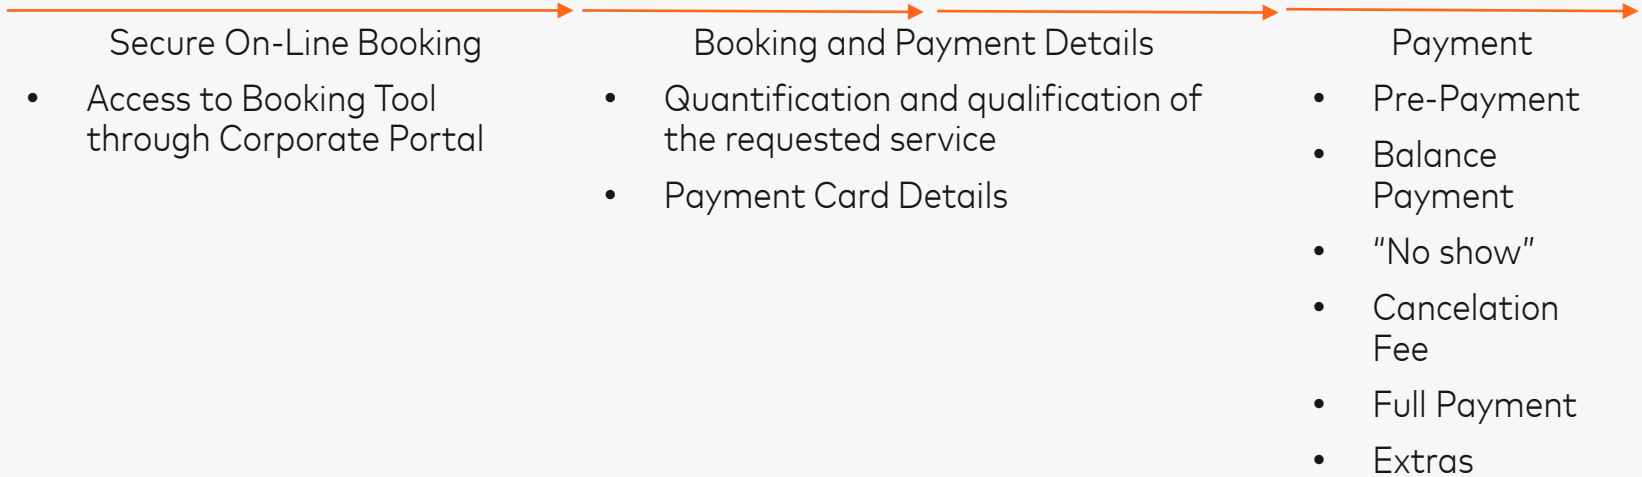 Secure On-Line Booking
• Access to Booking Tool
through Corporate Portal
Booking and Payment Details
• Quantification and qualification of
the requested service
• Payment Card Details
Payment
• Pre-Payment
• Balance
Payment
• “No show”
• Cancelation
Fee
• Full Payment
• Extras